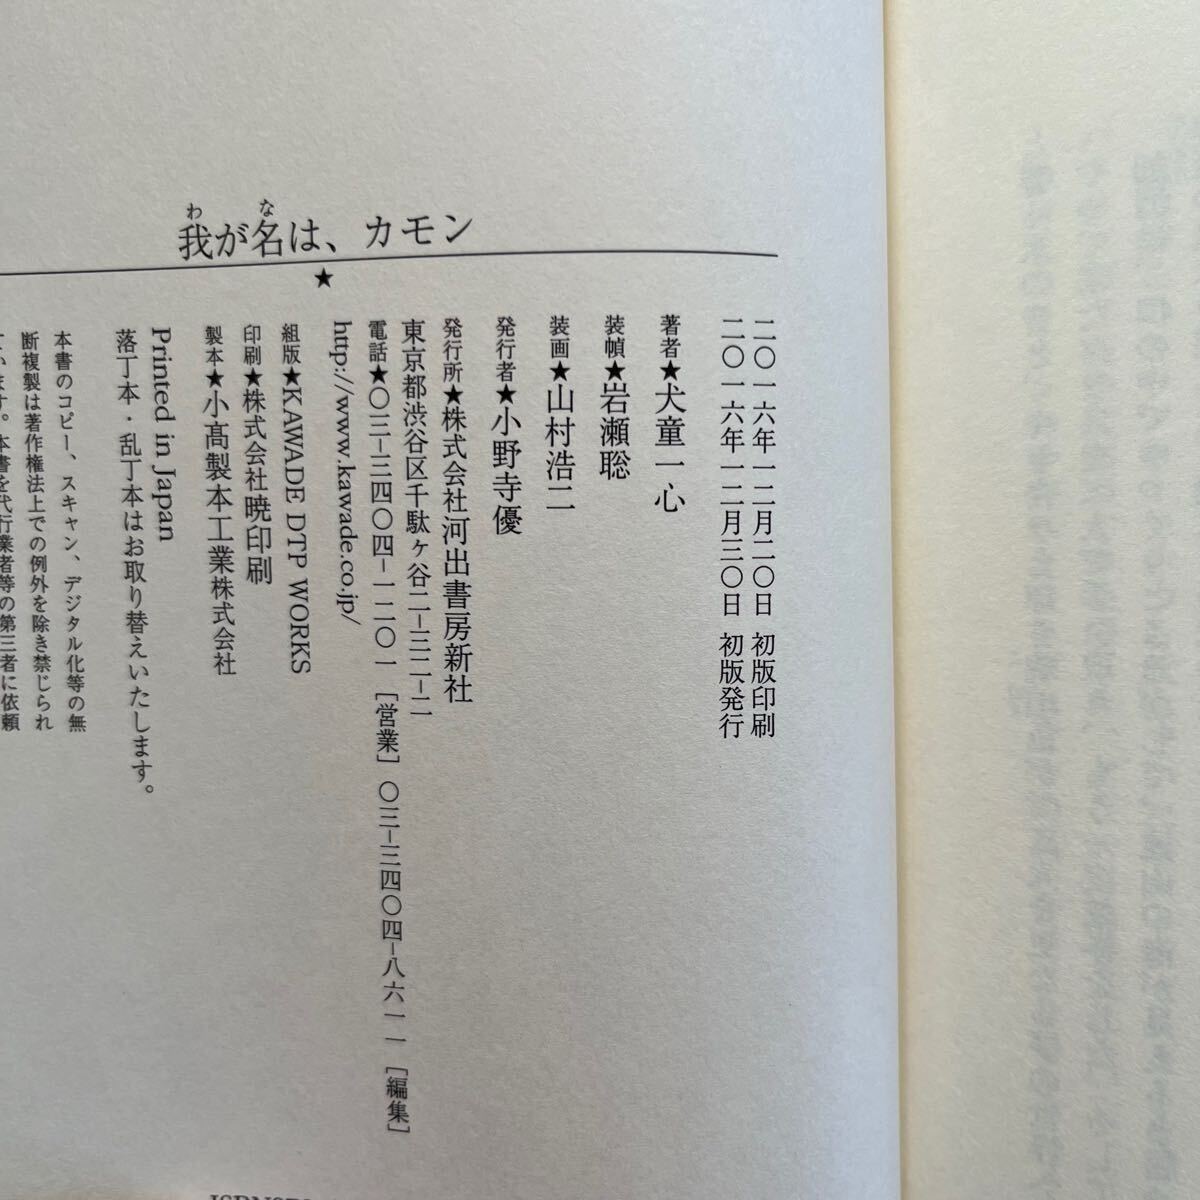 我が名は、カモン
わ な
★
二〇一六年一二月二〇日 初版印刷
二〇一六年一二月三〇日 初版発行
著者★犬童一心
装幀★岩瀬聡
装画★山村浩二
発行者★小野寺優
発行所★株式会社河出書房新社
東京都渋谷区千駄ヶ谷二-三二-二
電話★〇三-三四〇四-一二〇一［営業］〇三-三四〇四-八六一一［編集］
http://www.kawade.co.jp/
組版★KAWADE DTP WORKS
印刷★株式会社暁印刷
製本★小髙製本工業株式会社
Printed in Japan
落丁本・乱丁本はお取り替えいたします。
本書のコピー、スキャン、デジタル化等の無
断複製は著作権法上での例外を除き禁じられ
ています。本書を代行業者等の第三者に依頼